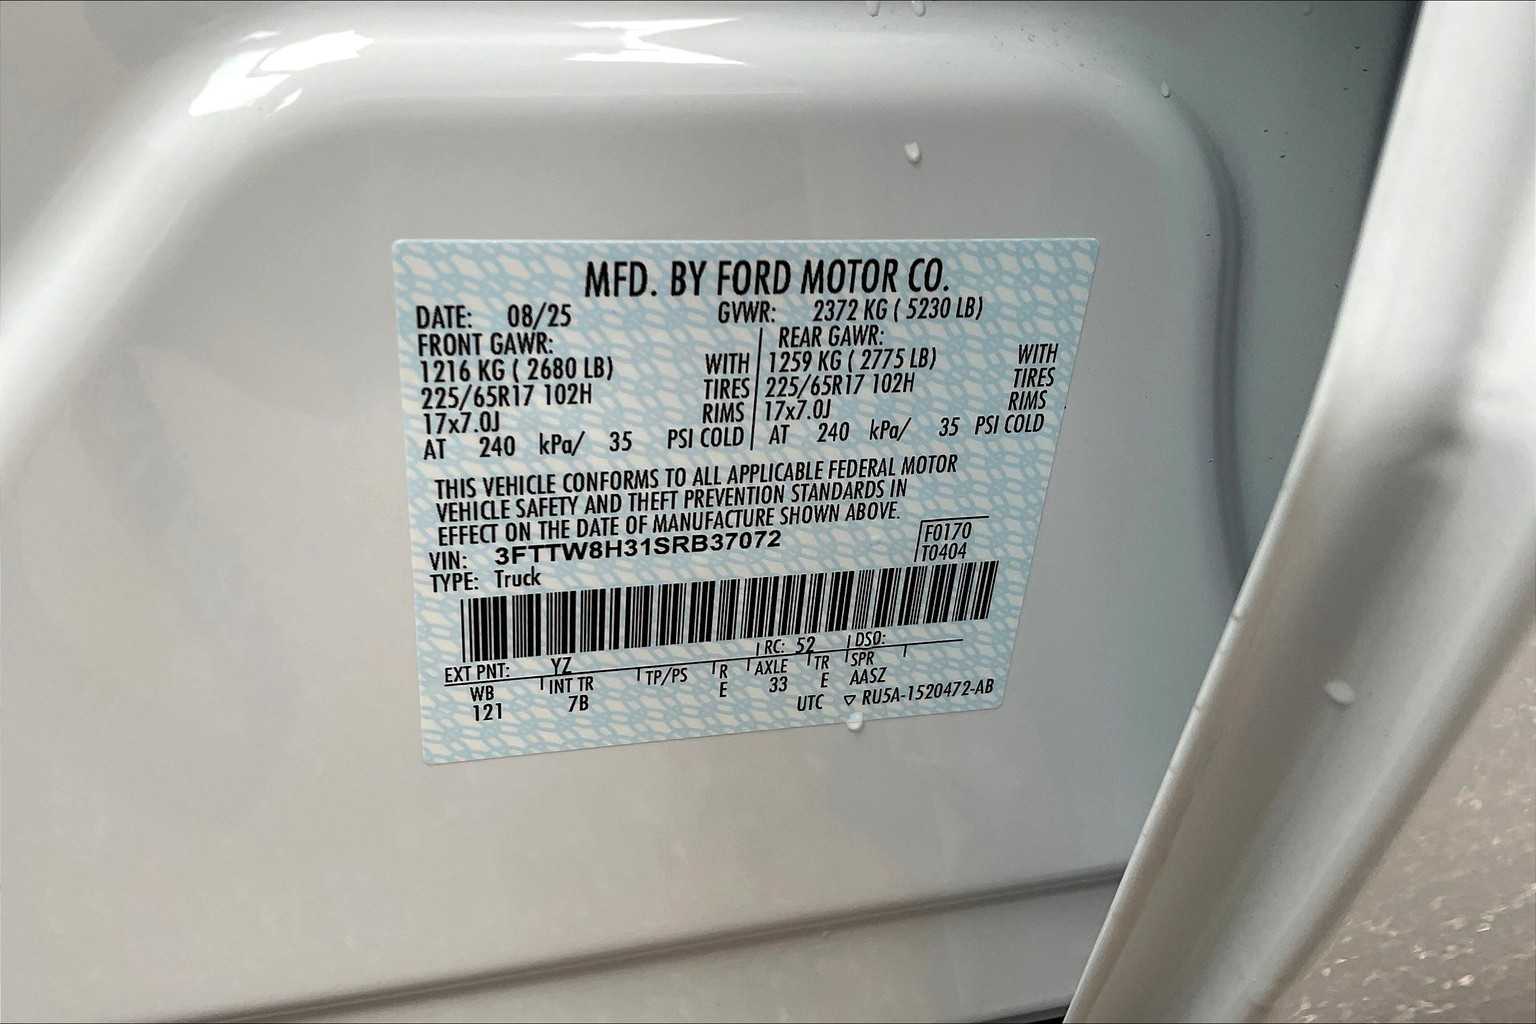 MFD. BY FORD MOTOR CO.
DATE: 08/25 GVWR: 2372 KG ( 5230 LB)
FRONT GAWR: REAR GAWR:
1216 KG ( 2680 LB) WITH 1259 KG ( 2775 LB) WITH
225/65R17 102H TIRES 225/65R17 102H TIRES
17x7.0J RIMS 17x7.0J RIMS
AT 240 kPa/ 35 PSI COLD AT 240 kPa/ 35 PSI COLD
THIS VEHICLE CONFORMS TO ALL APPLICABLE FEDERAL MOTOR
VEHICLE SAFETY AND THEFT PREVENTION STANDARDS IN
EFFECT ON THE DATE OF MANUFACTURE SHOWN ABOVE.
VIN: 3FTTW8H31SRB37072 F0170
TYPE: Truck T0404
EXT PNT: YZ RC: 52 DSO:
WB INT TR TP/PS R AXLE TR SPR
121 7B E 33 E AASZ
UTC ▽ RU5A-1520472-AB